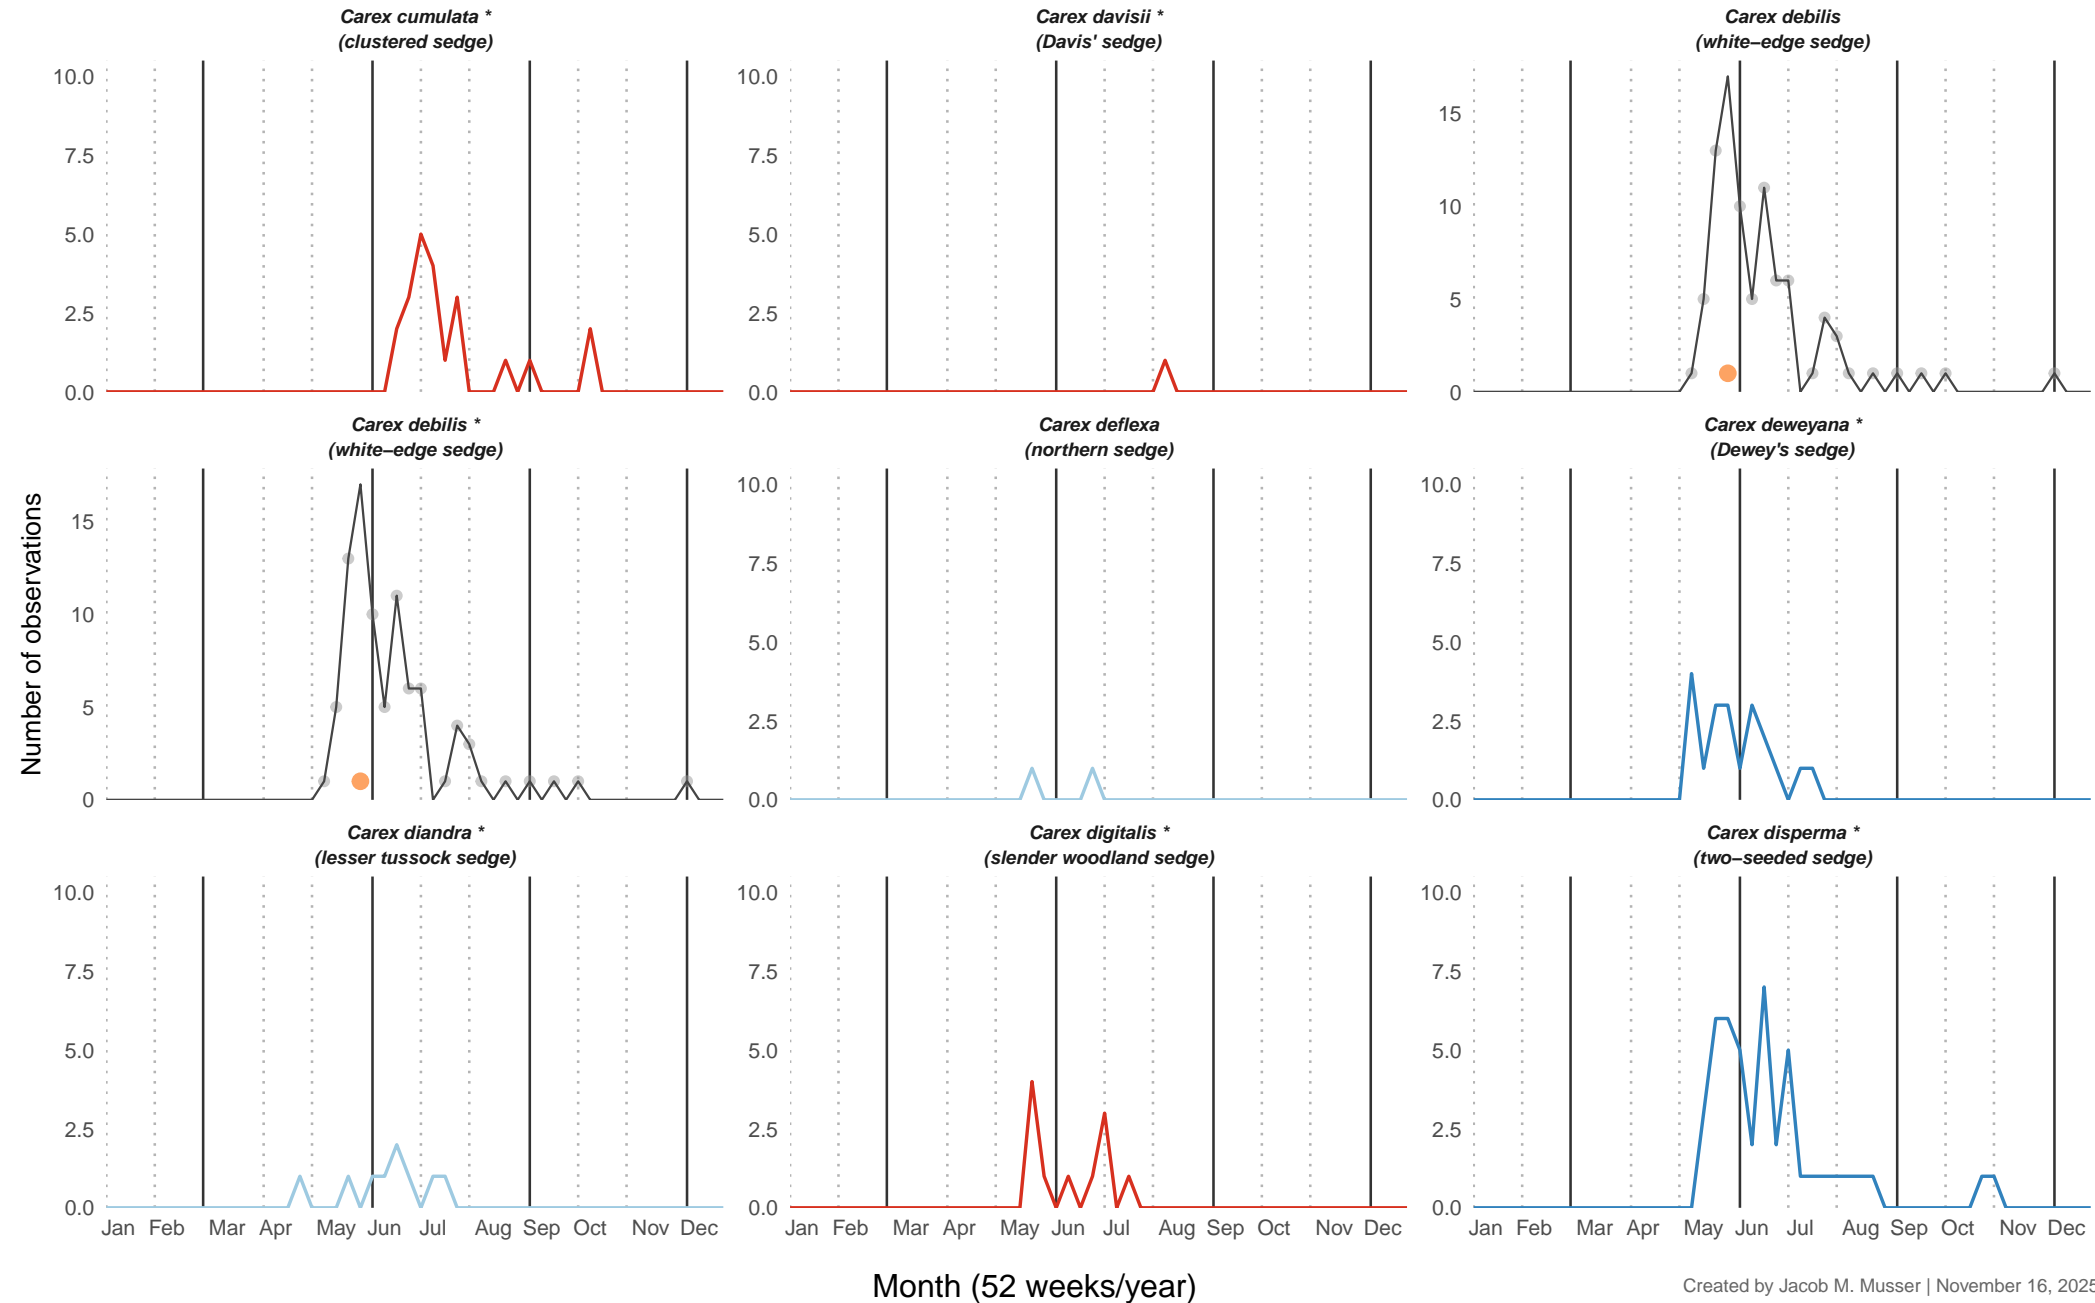 Carex cumulata *
(clustered sedge)
Carex davisii *
(Davis' sedge)
Carex debilis
(white–edge sedge)
10.0
7.5
5.0
2.5
0.0
10.0
7.5
5.0
2.5
0.0
15
10
5
0
Carex debilis *
(white–edge sedge)
Carex deflexa
(northern sedge)
Carex deweyana *
(Dewey's sedge)
15
10
5
0
10.0
7.5
5.0
2.5
0.0
10.0
7.5
5.0
2.5
0.0
Number of observations
Carex diandra *
(lesser tussock sedge)
Carex digitalis *
(slender woodland sedge)
Carex disperma *
(two–seeded sedge)
10.0
7.5
5.0
2.5
0.0
10.0
7.5
5.0
2.5
0.0
10.0
7.5
5.0
2.5
0.0
Jan Feb Mar Apr May Jun Jul Aug Sep Oct Nov Dec
Jan Feb Mar Apr May Jun Jul Aug Sep Oct Nov Dec
Jan Feb Mar Apr May Jun Jul Aug Sep Oct Nov Dec
Month (52 weeks/year)
Created by Jacob M. Musser | November 16, 2025